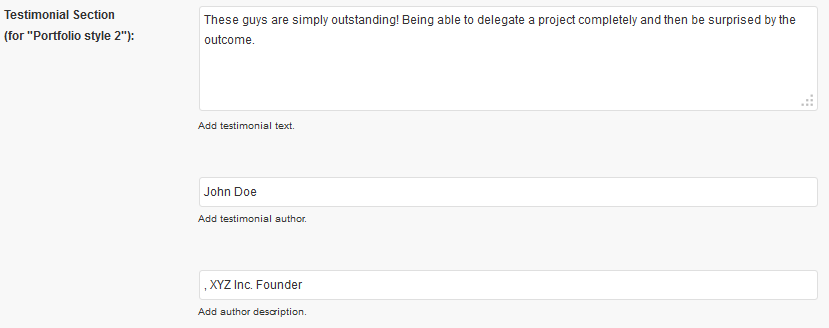 Testimonial Section
(for "Portfolio style 2"):
These guys are simply outstanding! Being able to delegate a project completely and then be surprised by the
outcome.
Add testimonial text.
John Doe
Add testimonial author.
, XYZ Inc. Founder
Add author description.